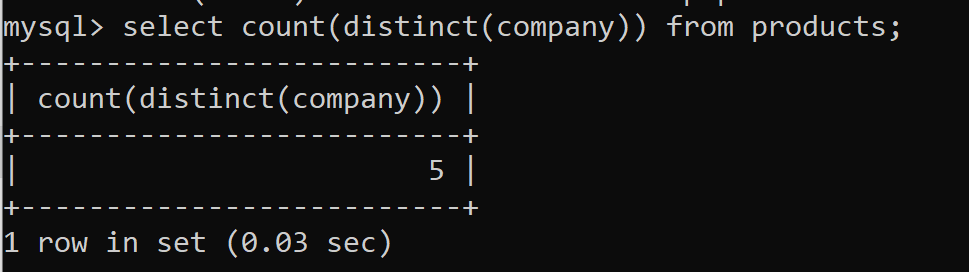 mysql> select count(distinct(company)) from products;
+--------------------------+
| count(distinct(company)) |
+--------------------------+
|                        5 |
+--------------------------+
1 row in set (0.03 sec)